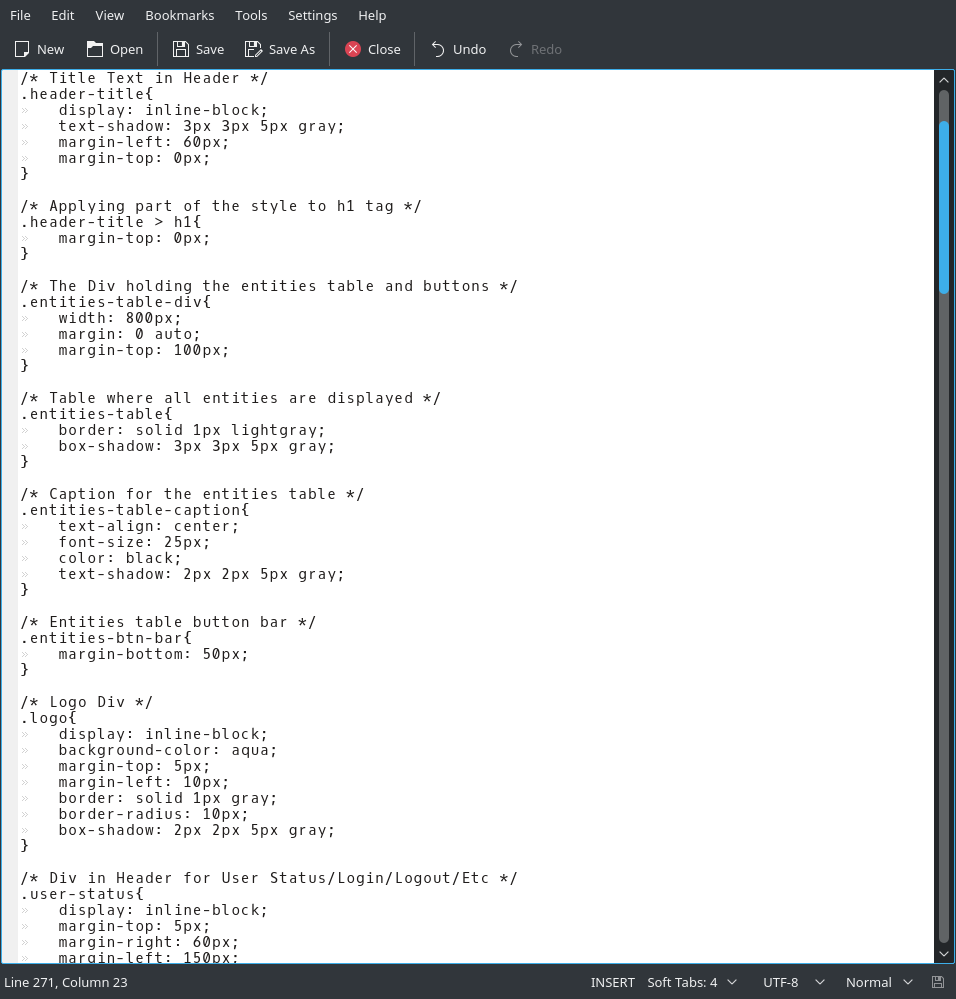 File Edit View Bookmarks Tools Settings Help
New Open Save Save As Close Undo Redo
/* Title Text in Header */
.header-title{
»   display: inline-block;
»   text-shadow: 3px 3px 5px gray;
»   margin-left: 60px;
»   margin-top: 0px;
}

/* Applying part of the style to h1 tag */
.header-title > h1{
»   margin-top: 0px;
}

/* The Div holding the entities table and buttons */
.entities-table-div{
»   width: 800px;
»   margin: 0 auto;
»   margin-top: 100px;
}

/* Table where all entities are displayed */
.entities-table{
»   border: solid 1px lightgray;
»   box-shadow: 3px 3px 5px gray;
}

/* Caption for the entities table */
.entities-table-caption{
»   text-align: center;
»   font-size: 25px;
»   color: black;
»   text-shadow: 2px 2px 5px gray;
}

/* Entities table button bar */
.entities-btn-bar{
»   margin-bottom: 50px;
}

/* Logo Div */
.logo{
»   display: inline-block;
»   background-color: aqua;
»   margin-top: 5px;
»   margin-left: 10px;
»   border: solid 1px gray;
»   border-radius: 10px;
»   box-shadow: 2px 2px 5px gray;
}

/* Div in Header for User Status/Login/Logout/Etc */
.user-status{
»   display: inline-block;
»   margin-top: 5px;
»   margin-right: 60px;
»   margin-left: 150px;
Line 271, Column 23 INSERT Soft Tabs: 4 UTF-8 Normal